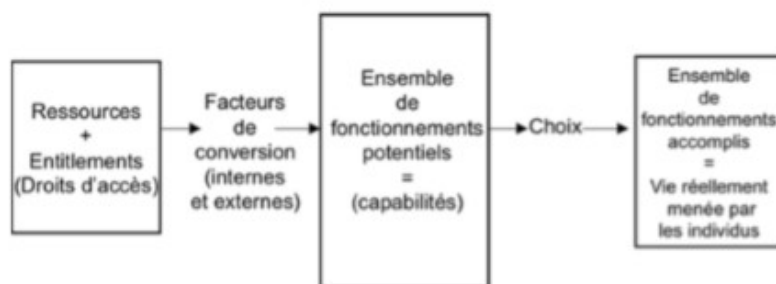 Ressources
+
Entitlements
(Droits d'accès)
Facteurs
de
conversion
(internes
et externes)
Ensemble
de
fonctionnements
potentiels
=
(capabilités)
Choix
Ensemble
de
fonctionnements
accomplis
=
Vie réellement
menée par
les individus